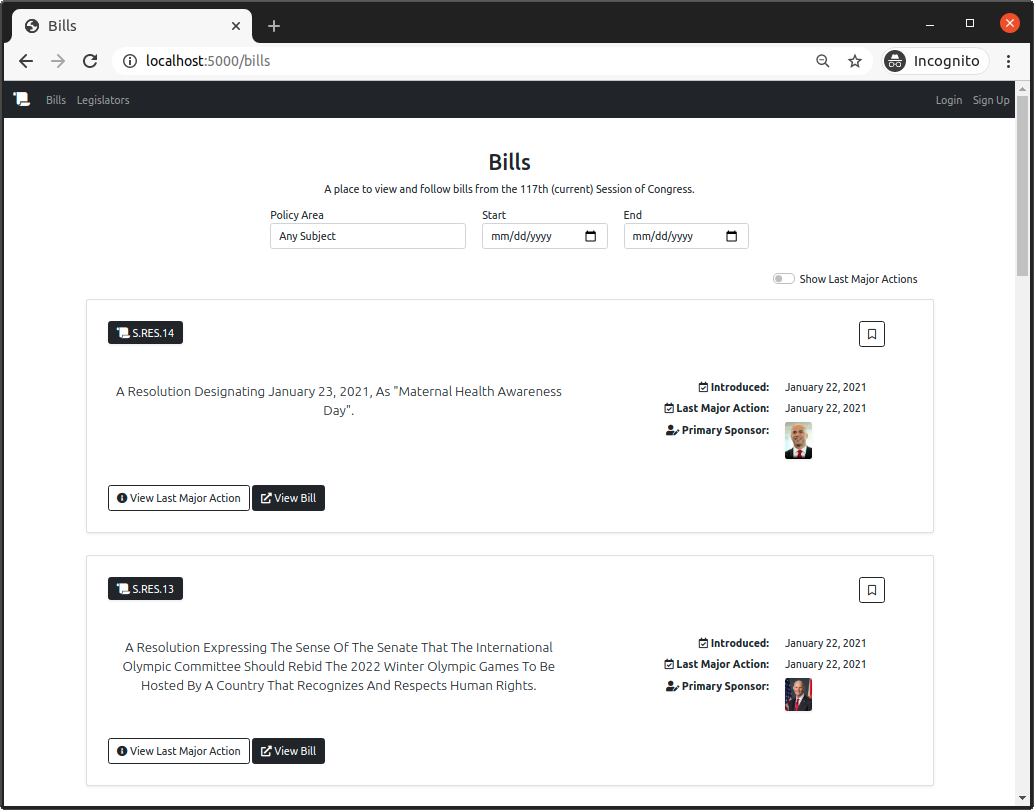 Bills
localhost:5000/bills
Incognito
Bills Legislators Login Sign Up
Bills
A place to view and follow bills from the 117th (current) Session of Congress.
Policy Area Start End
Any Subject mm/dd/yyyy mm/dd/yyyy
Show Last Major Actions
S.RES.14
A Resolution Designating January 23, 2021, As "Maternal Health Awareness
Day".
Introduced: January 22, 2021
Last Major Action: January 22, 2021
Primary Sponsor:
View Last Major Action View Bill
S.RES.13
A Resolution Expressing The Sense Of The Senate That The International
Olympic Committee Should Rebid The 2022 Winter Olympic Games To Be
Hosted By A Country That Recognizes And Respects Human Rights.
Introduced: January 22, 2021
Last Major Action: January 22, 2021
Primary Sponsor:
View Last Major Action View Bill